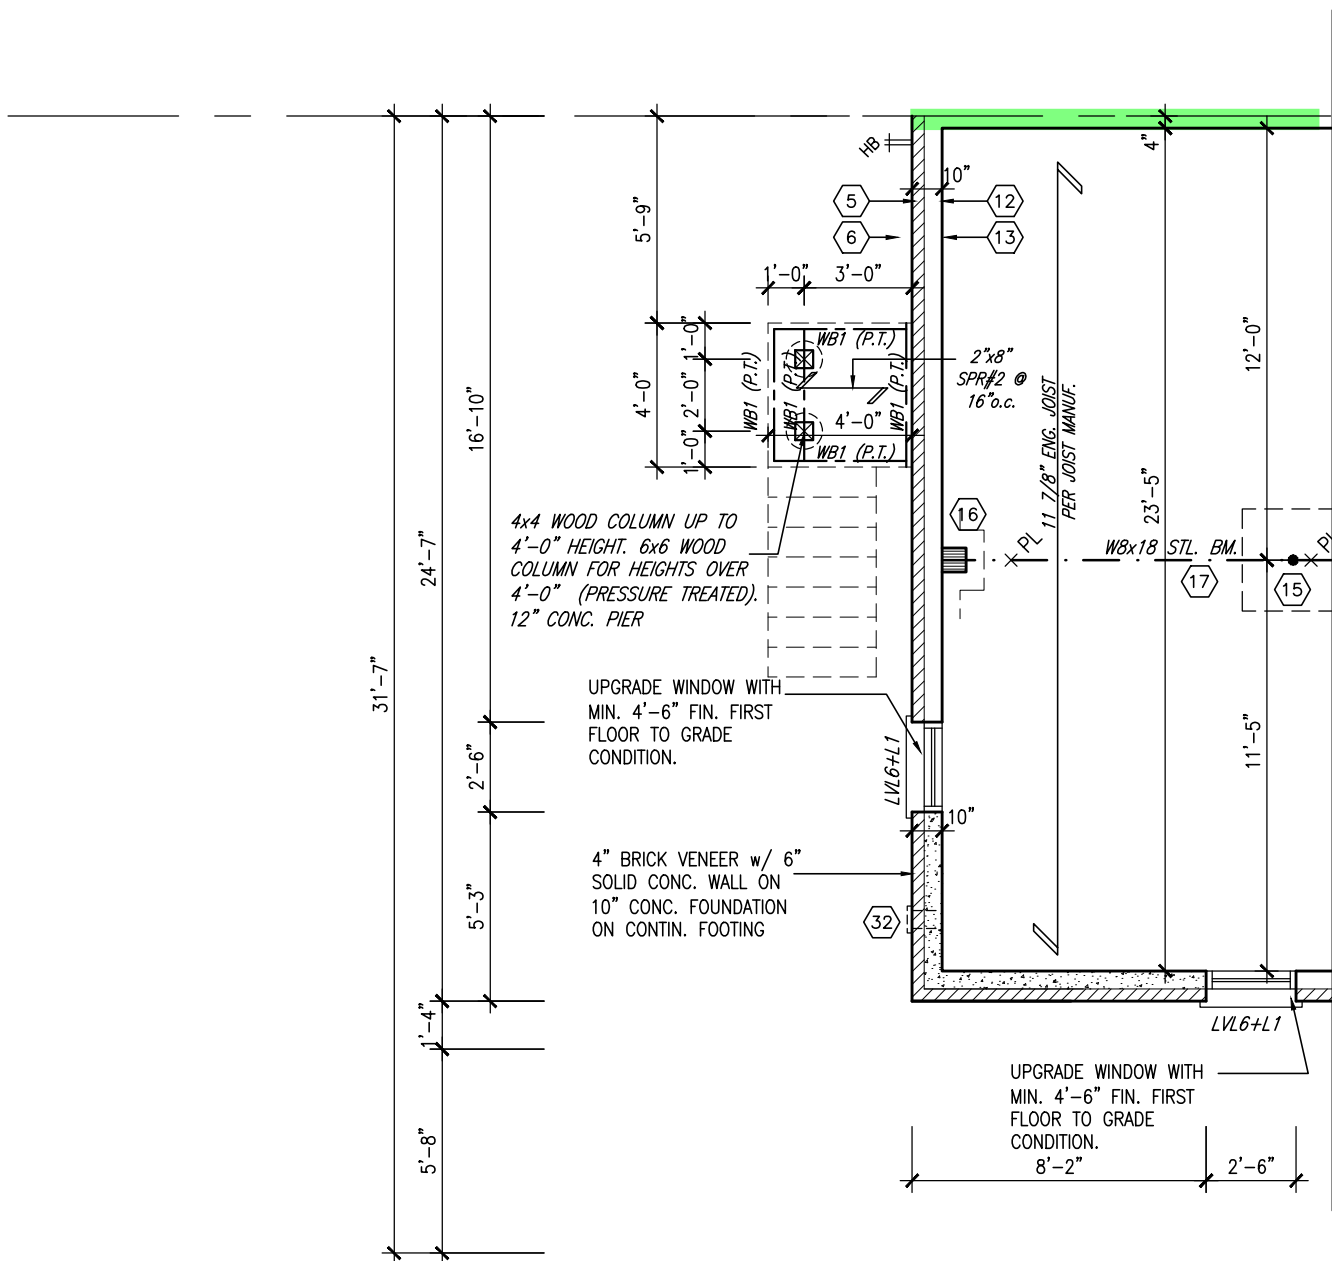 HB
4"
10"
5
12
6
13
5'-9"
1'-0"
3'-0"
12'-0"
WB1 (P.T.)
1'-0"
WB1 (P.T.)
WB1 (P.T.)
WB1 (P.T.)
2"x8"
SPR#2 @
16"o.c.
4'-0"
2'-0"
4'-0"
16'-10"
1'-0"
WB1 (P.T.)
11 7/8" ENG. JOIST
PER JOIST MANUF.
23'-5"
4x4 WOOD COLUMN UP TO
4'-0" HEIGHT. 6x6 WOOD
COLUMN FOR HEIGHTS OVER
4'-0" (PRESSURE TREATED).
12" CONC. PIER
16
PL
W8x18 STL. BM.
17
15
24'-7"
31'-7"
UPGRADE WINDOW WITH
MIN. 4'-6" FIN. FIRST
FLOOR TO GRADE
CONDITION.
LVL6+L1
2'-6"
11'-5"
10"
4" BRICK VENEER w/ 6"
SOLID CONC. WALL ON
10" CONC. FOUNDATION
ON CONTIN. FOOTING
5'-3"
32
1'-4"
LVL6+L1
UPGRADE WINDOW WITH
MIN. 4'-6" FIN. FIRST
FLOOR TO GRADE
CONDITION.
5'-8"
8'-2"
2'-6"